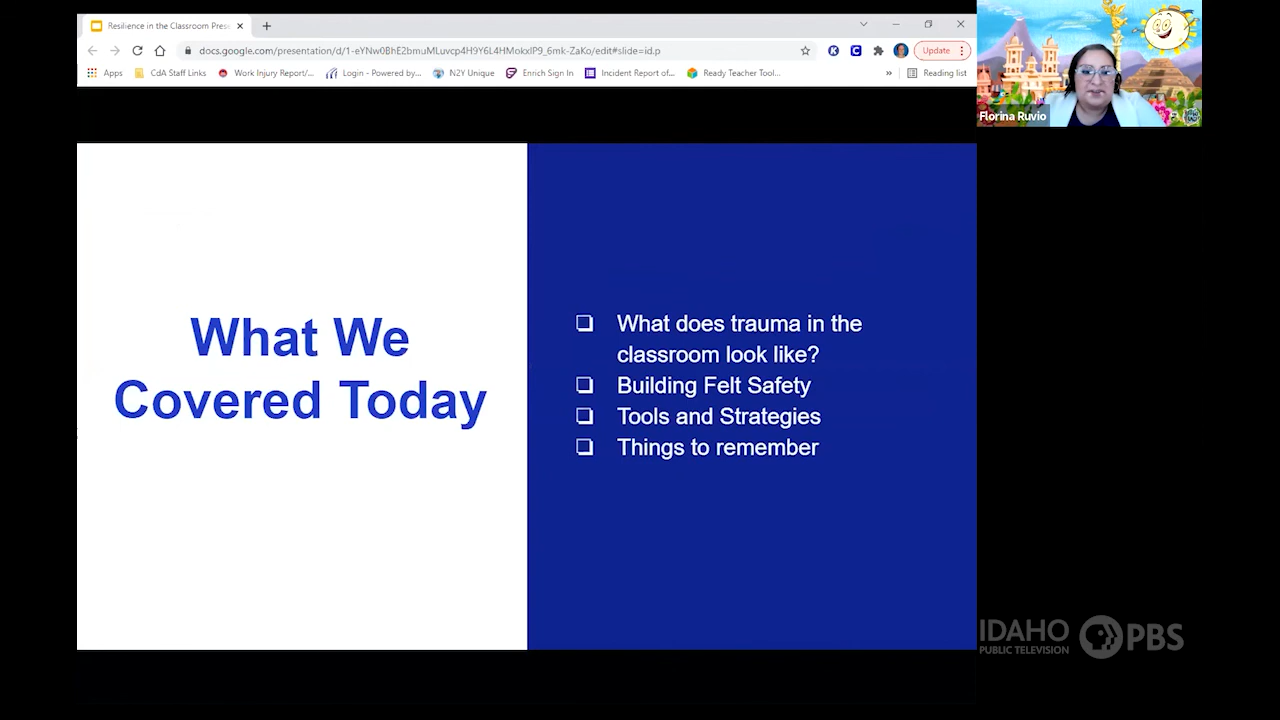 Resilience in the Classroom Pres
docs.google.com/presentation/d/1-eYNw0BhE2bmuMLuvcp4H9Y6L4HMokxIP9_6mk-ZaKo/edit#slide=id.p
Update
Apps
CdA Staff Links
Work Injury Report/...
Login - Powered by...
N2Y Unique
Enrich Sign In
Incident Report of...
Ready Teacher Tool...
»
Reading list
Florina Ruvio
What We
Covered Today
What does trauma in the
classroom look like?
Building Felt Safety
Tools and Strategies
Things to remember
IDAHO
PUBLIC TELEVISION
PBS